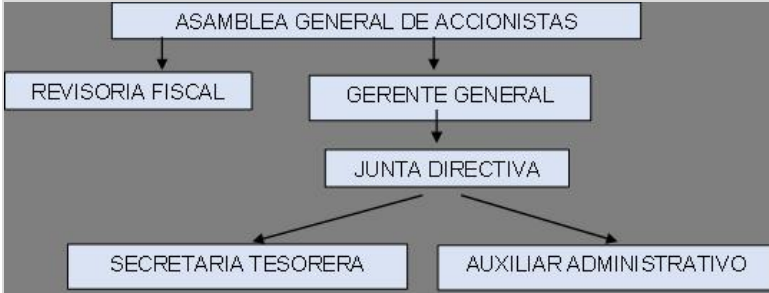 ASAMBLEA GENERAL DE ACCIONISTAS
REVISORIA FISCAL
GERENTE GENERAL
JUNTA DIRECTIVA
SECRETARIA TESORERA
AUXILIAR ADMINISTRATIVO